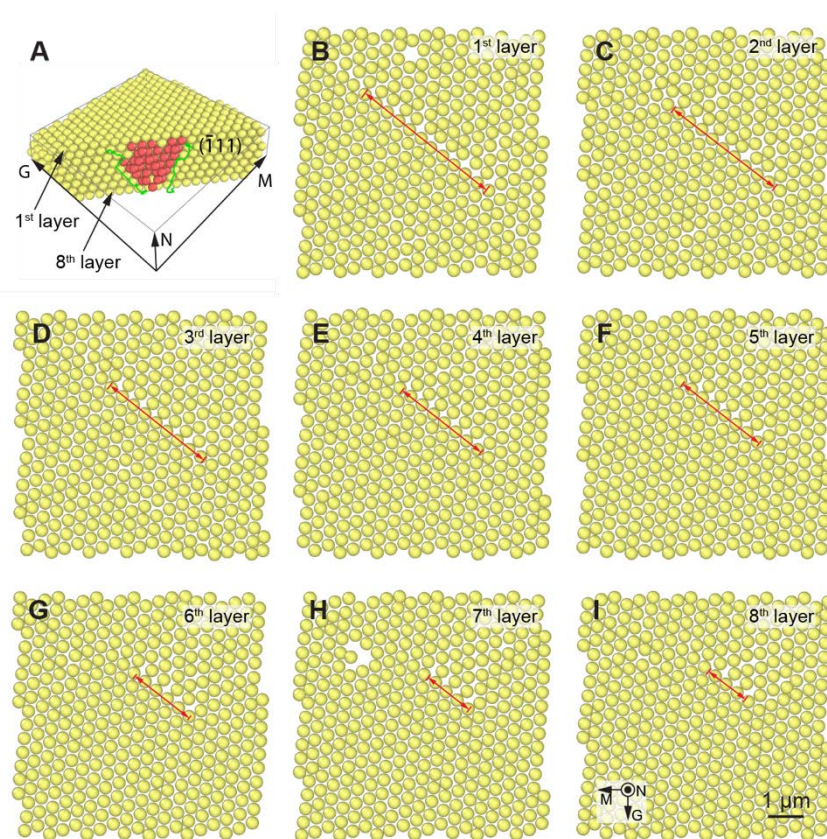 A
G
M
N
(1̅11)
1st layer
8th layer
B 1st layer
C 2nd layer
D 3rd layer
E 4th layer
F 5th layer
G 6th layer
H 7th layer
I 8th layer
M N
G
1 μm